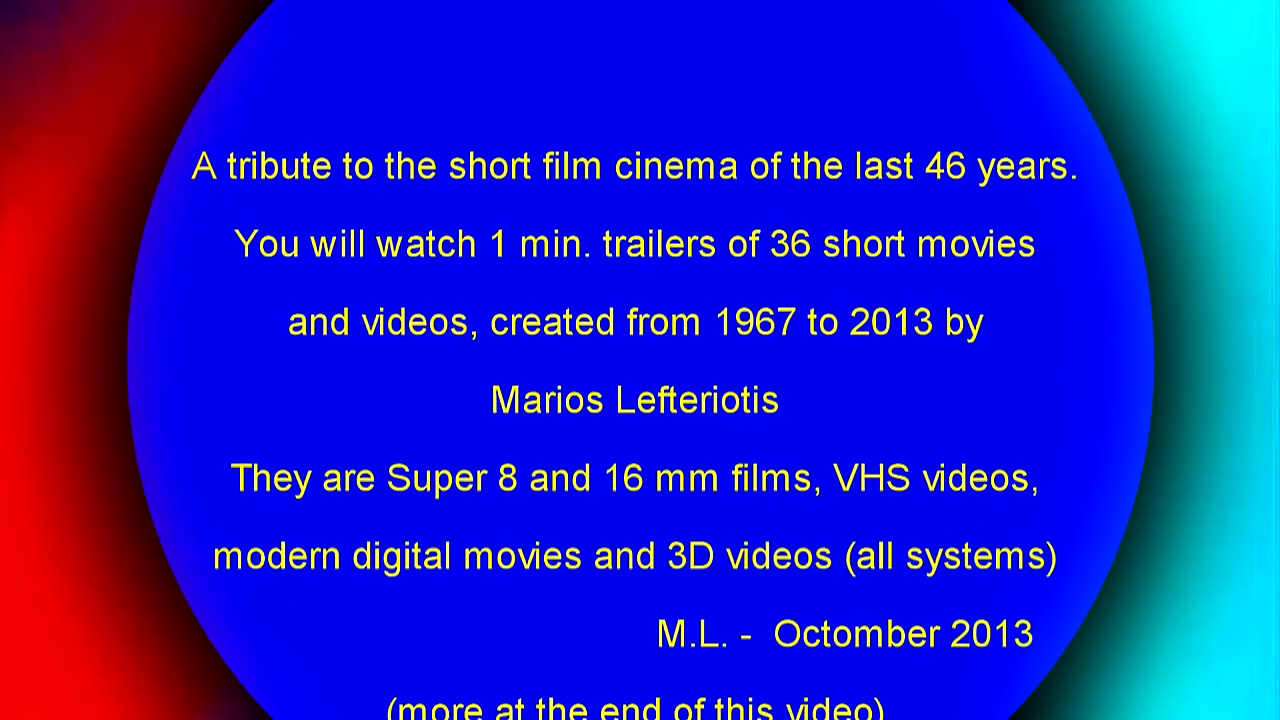 A tribute to the short film cinema of the last 46 years.
You will watch 1 min. trailers of 36 short movies
and videos, created from 1967 to 2013 by
Marios Lefteriotis
They are Super 8 and 16 mm films, VHS videos,
modern digital movies and 3D videos (all systems)
M.L. - Octomber 2013
(more at the end of this video)